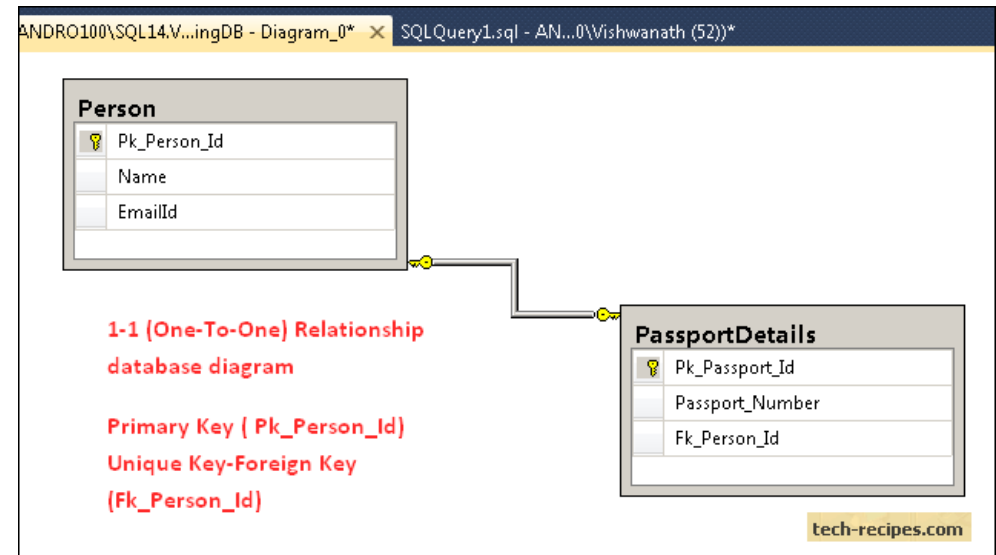 ANDRO100\SQL14.V...ingDB - Diagram_0* SQLQuery1.sql - AN...0\Vishwanath (52))*
Person
Pk_Person_Id
Name
EmailId
1-1 (One-To-One) Relationship
database diagram
Primary Key ( Pk_Person_Id)
Unique Key-Foreign Key
(Fk_Person_Id)
PassportDetails
Pk_Passport_Id
Passport_Number
Fk_Person_Id
tech-recipes.com